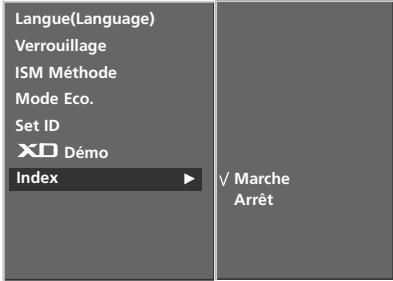 Langue(Language)
Verrouillage
ISM Méthode
Mode Eco.
Set ID
XD Démo
Index ► √ Marche
Arrêt